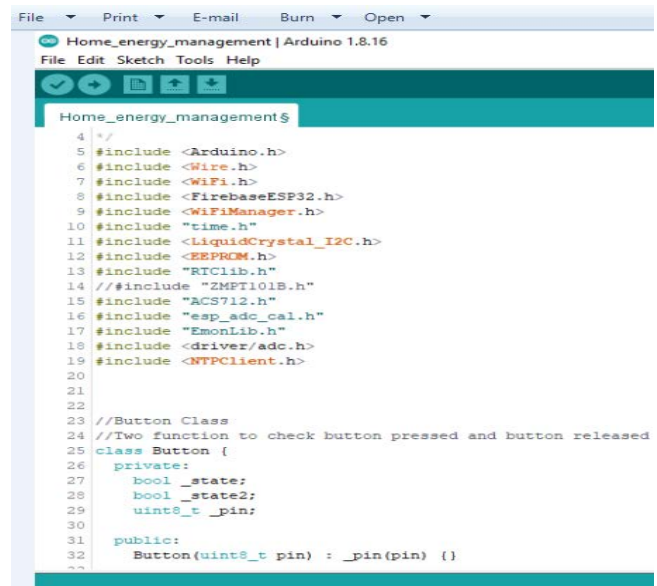 File Print E-mail Burn Open
Home_energy_management | Arduino 1.8.16
File Edit Sketch Tools Help
Home_energy_management §
4 */
5 #include <Arduino.h>
6 #include <Wire.h>
7 #include <WiFi.h>
8 #include <FirebaseESP32.h>
9 #include <WiFiManager.h>
10 #include "time.h"
11 #include <LiquidCrystal_I2C.h>
12 #include <EEPROM.h>
13 #include "RTClib.h"
14 //#include "ZMPT101B.h"
15 #include "ACS712.h"
16 #include "esp_adc_cal.h"
17 #include "EmonLib.h"
18 #include <driver/adc.h>
19 #include <NTPClient.h>
20
21
22
23 //Button Class
24 //Two function to check button pressed and button released
25 class Button {
26 private:
27 bool _state;
28 bool _state2;
29 uint8_t _pin;
30
31 public:
32 Button(uint8_t pin) : _pin(pin) {}